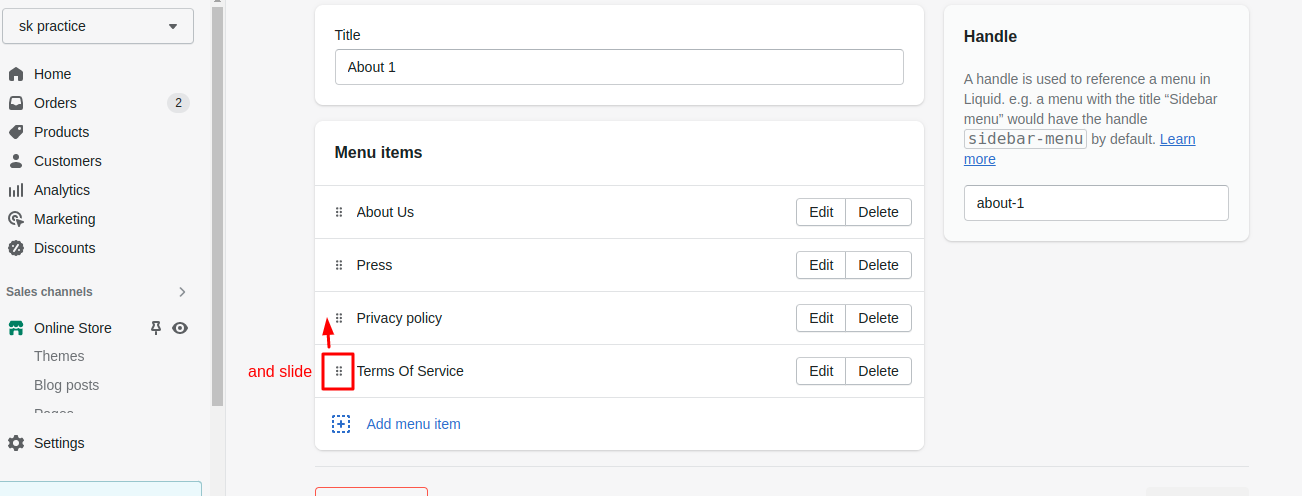 sk practice
Home
Orders 2
Products
Customers
Analytics
Marketing
Discounts
Sales channels
Online Store
Themes
Blog posts
Pages
Settings
Title
About 1
Menu items
About Us Edit Delete
Press Edit Delete
Privacy policy Edit Delete
and slide
Terms Of Service Edit Delete
Add menu item
Handle
A handle is used to reference a menu in
Liquid. e.g. a menu with the title “Sidebar
menu” would have the handle
sidebar-menu by default. Learn
more
about-1